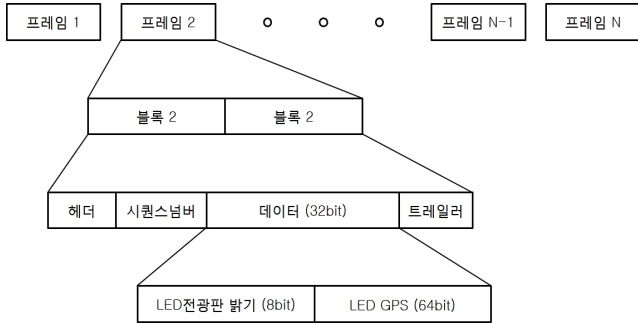 프레임 1 프레임 2 프레임 N-1 프레임 N
블록 2 블록 2
헤더 시퀀스넘버 데이터 (32bit) 트레일러
LED전광판 밝기 (8bit) LED GPS (64bit)